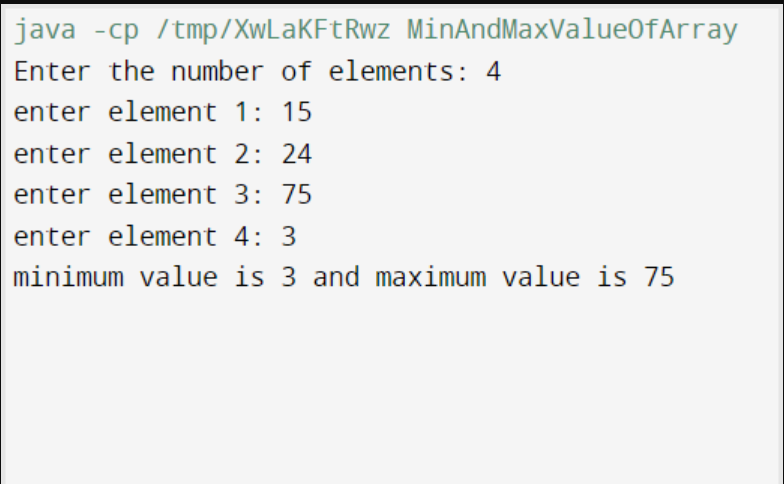 java -cp /tmp/XwLaKFtRwz MinAndMaxValueOfArray
Enter the number of elements: 4
enter element 1: 15
enter element 2: 24
enter element 3: 75
enter element 4: 3
minimum value is 3 and maximum value is 75